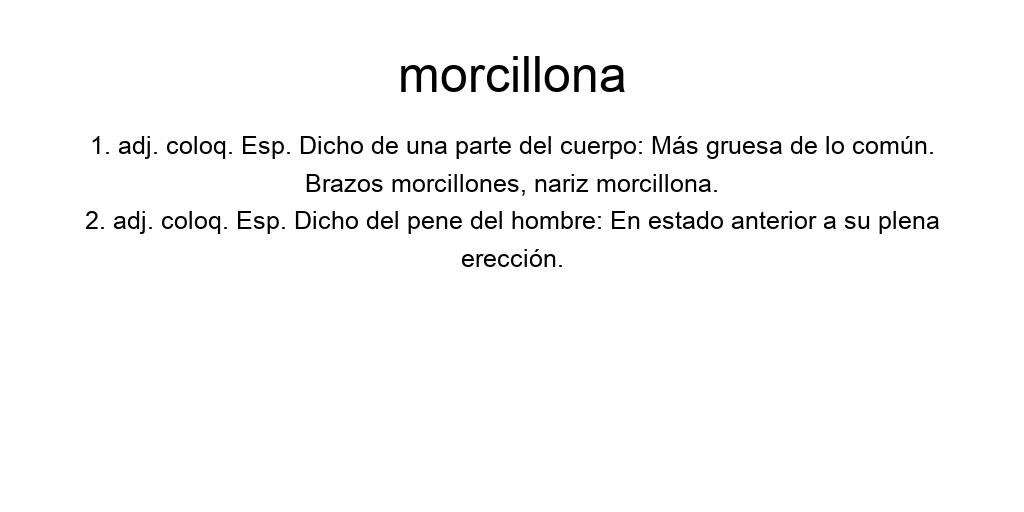 morcillona
1. adj. coloq. Esp. Dicho de una parte del cuerpo: Más gruesa de lo común.
Brazos morcillones, nariz morcillona.
2. adj. coloq. Esp. Dicho del pene del hombre: En estado anterior a su plena
erección.